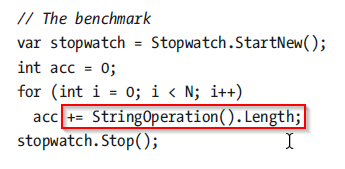 // The benchmark
var stopwatch = Stopwatch.StartNew();
int acc = 0;
for (int i = 0; i < N; i++)
  acc += StringOperation().Length;
stopwatch.Stop();